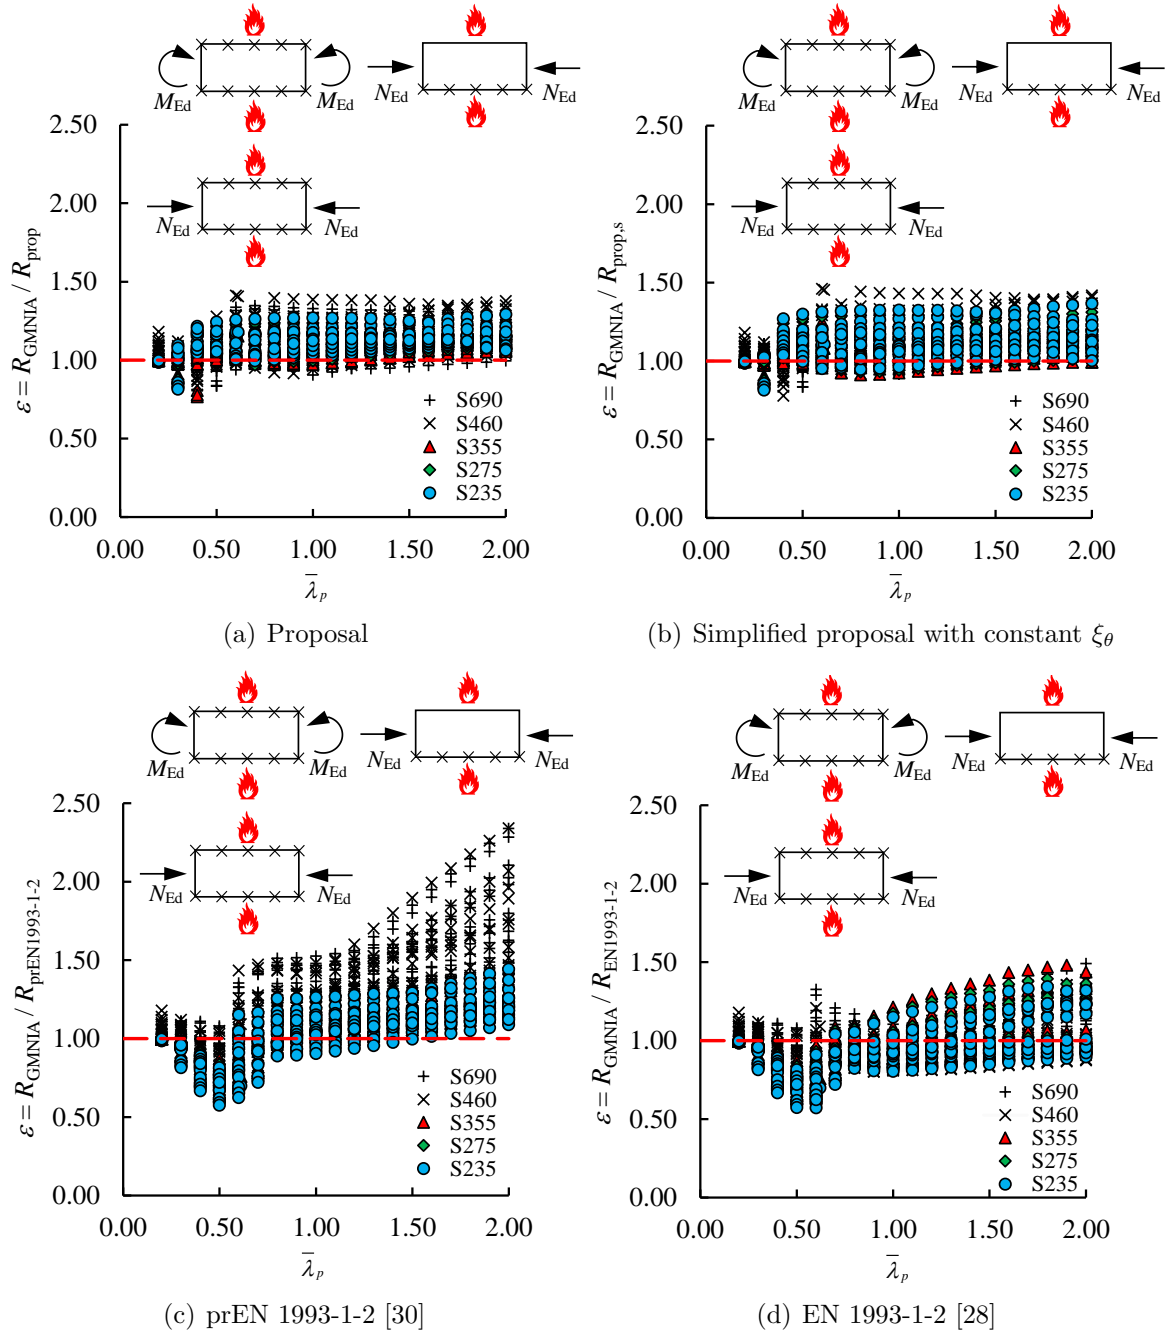 M_Ed M_Ed N_Ed N_Ed
N_Ed N_Ed
ε = R_GMNIA / R_prop
2.50
2.00
1.50
1.00
0.50
0.00
S690
S460
S355
S275
S235
0.00 0.50 1.00 1.50 2.00
λ̅_p
(a) Proposal
M_Ed M_Ed N_Ed N_Ed
N_Ed N_Ed
ε = R_GMNIA / R_prop,s
2.50
2.00
1.50
1.00
0.50
0.00
S690
S460
S355
S275
S235
0.00 0.50 1.00 1.50 2.00
λ̅_p
(b) Simplified proposal with constant ξ_θ
M_Ed M_Ed N_Ed N_Ed
N_Ed N_Ed
ε = R_GMNIA / R_prEN1993-1-2
2.50
2.00
1.50
1.00
0.50
0.00
S690
S460
S355
S275
S235
0.00 0.50 1.00 1.50 2.00
λ̅_p
(c) prEN 1993-1-2 [30]
M_Ed M_Ed N_Ed N_Ed
N_Ed N_Ed
ε = R_GMNIA / R_EN1993-1-2
2.50
2.00
1.50
1.00
0.50
0.00
S690
S460
S355
S275
S235
0.00 0.50 1.00 1.50 2.00
λ̅_p
(d) EN 1993-1-2 [28]